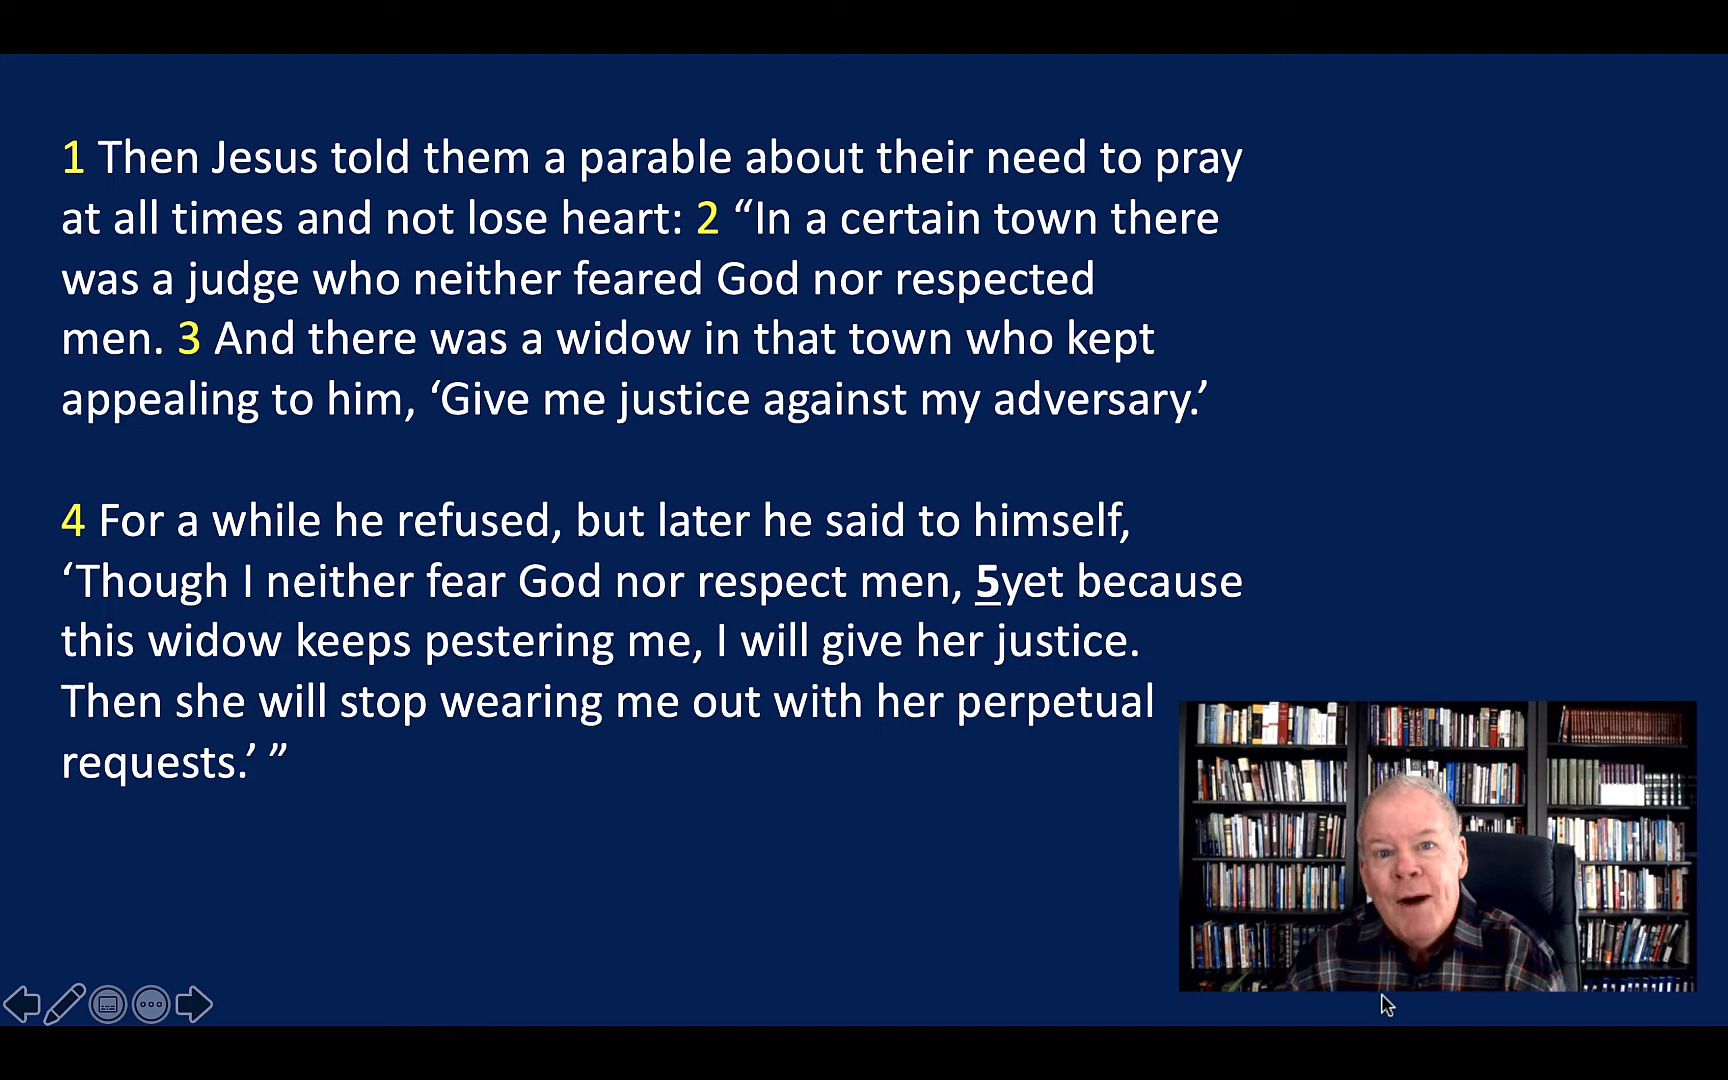 1 Then Jesus told them a parable about their need to pray
at all times and not lose heart: 2 “In a certain town there
was a judge who neither feared God nor respected
men. 3 And there was a widow in that town who kept
appealing to him, ‘Give me justice against my adversary.’
4 For a while he refused, but later he said to himself,
‘Though I neither fear God nor respect men, 5yet because
this widow keeps pestering me, I will give her justice.
Then she will stop wearing me out with her perpetual
requests.’ ”